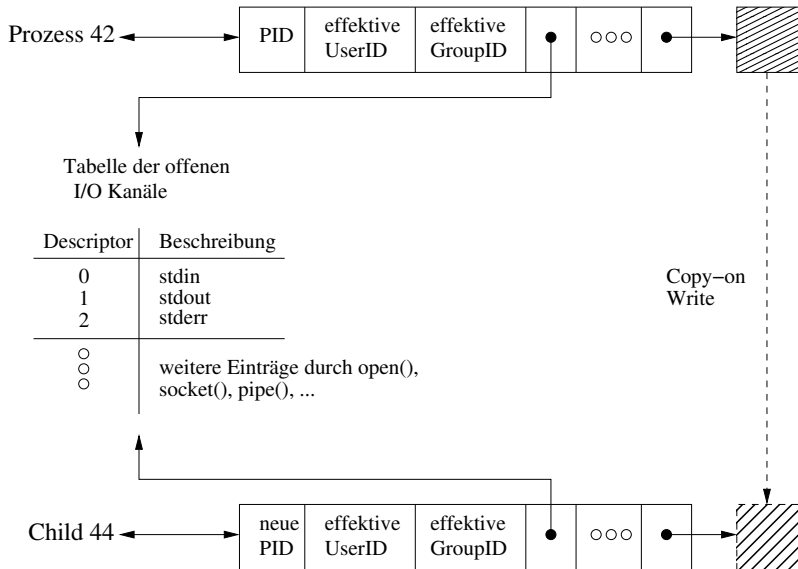 Prozess 42
PID
effektive
UserID
effektive
GroupID
Tabelle der offenen
I/O Kanäle
Descriptor
Beschreibung
0
stdin
1
stdout
2
stderr
weitere Einträge durch open(),
socket(), pipe(), ...
Copy-on
Write
Child 44
neue
PID
effektive
UserID
effektive
GroupID